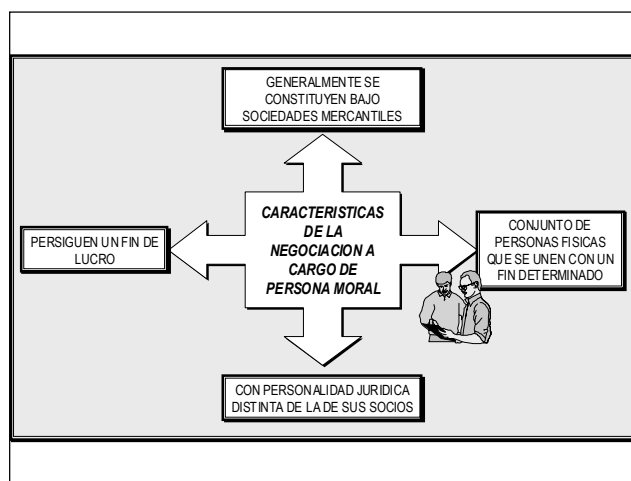 GENERALMENTE SE
CONSTITUYEN BAJO
SOCIEDADES MERCANTILES
PERSIGUEN UN FIN DE
LUCRO
CARACTERISTICAS
DE LA
NEGOCIACION A
CARGO DE
PERSONA MORAL
CONJUNTO DE
PERSONAS FISICAS
QUE SE UNEN CON UN
FIN DETERMINADO
CON PERSONALIDAD JURIDICA
DISTINTA DE LA DE SUS SOCIOS